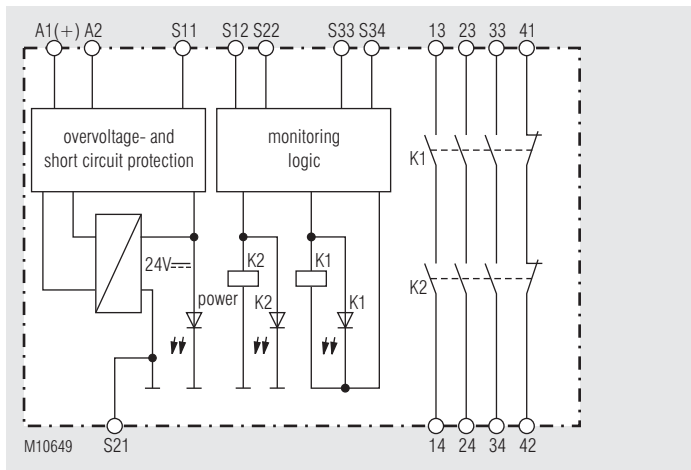 A1(+) A2 S11 S12 S22 S33 S34 13 23 33 41
overvoltage- and
short circuit protection
monitoring
logic
K1
24V
K2 K1
K2
power K2 K1
M10649 S21 14 24 34 42